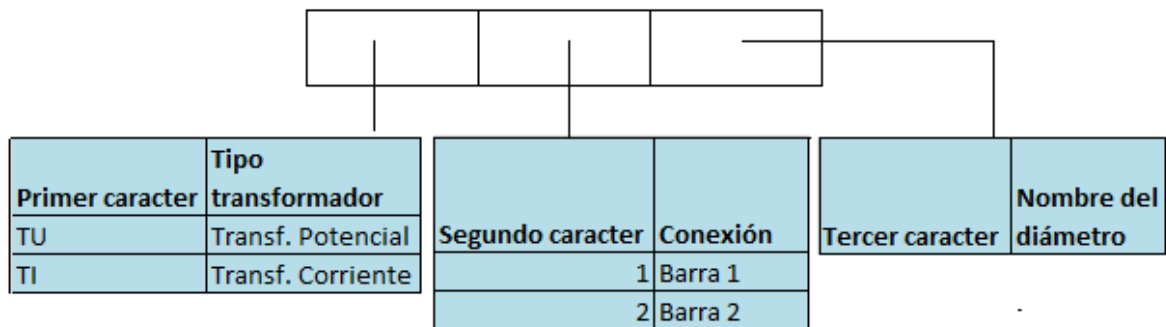 Primer caracter Tipo transformador
TU Transf. Potencial
TI Transf. Corriente
Segundo caracter Conexión
1 Barra 1
2 Barra 2
Tercer caracter Nombre del diámetro